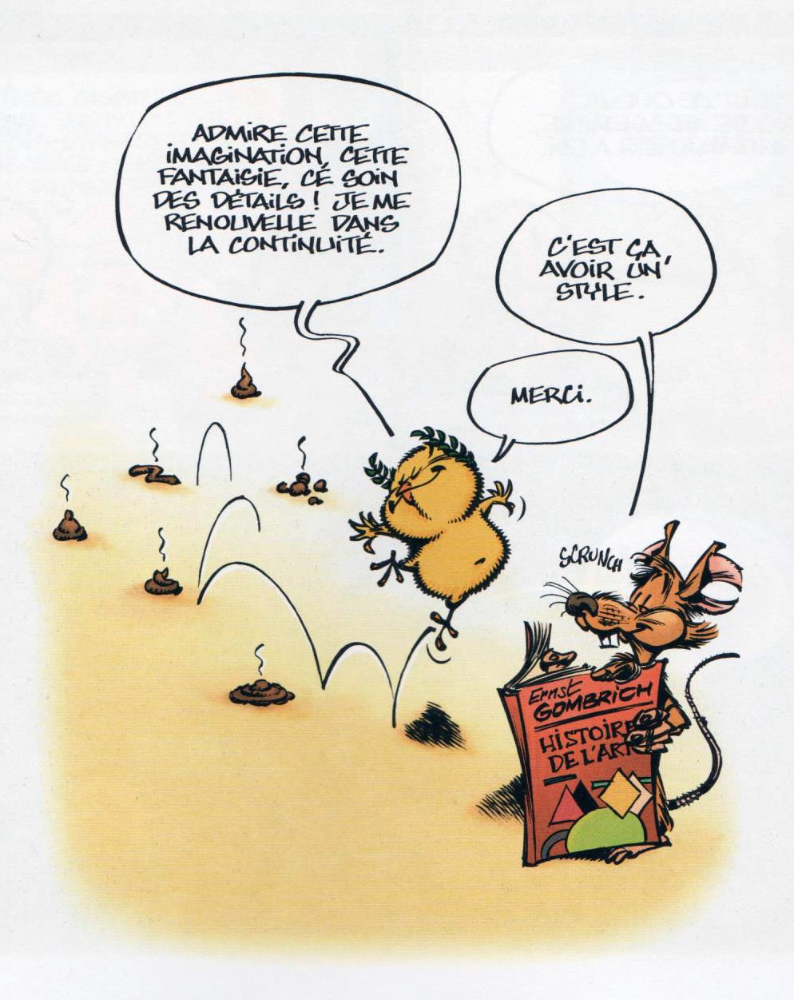 ADMIRE CETTE
IMAGINATION, CETTE
FANTAISIE, CÉ SOIN
DES DÉTAILS ! JE ME
RENOUVELLE DANS
LA CONTINUITÉ.
C'EST ÇA,
AVOIR UN
STYLE.
MERCI.
SCRUNCH
Ernst
GOMBRICH
HISTOIRE
DE L'ART